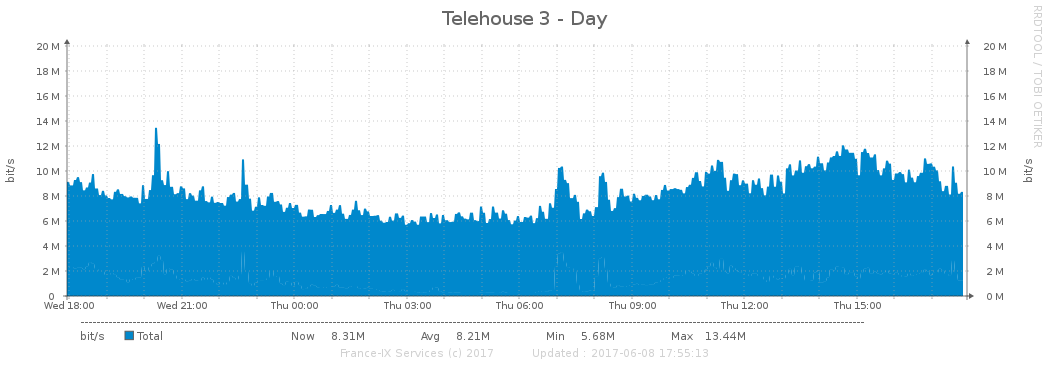 Telehouse 3 - Day
RRDTOOL / TOBI OETIKER
bit/s
bit/s
20 M 20 M
18 M 18 M
16 M 16 M
14 M 14 M
12 M 12 M
10 M 10 M
8 M 8 M
6 M 6 M
4 M 4 M
2 M 2 M
0 0 M
Wed 18:00 Wed 21:00 Thu 00:00 Thu 03:00 Thu 06:00 Thu 09:00 Thu 12:00 Thu 15:00
bit/s Total Now 8.31M Avg 8.21M Min 5.68M Max 13.44M
France-IX Services (c) 2017 Updated : 2017-06-08 17:55:13